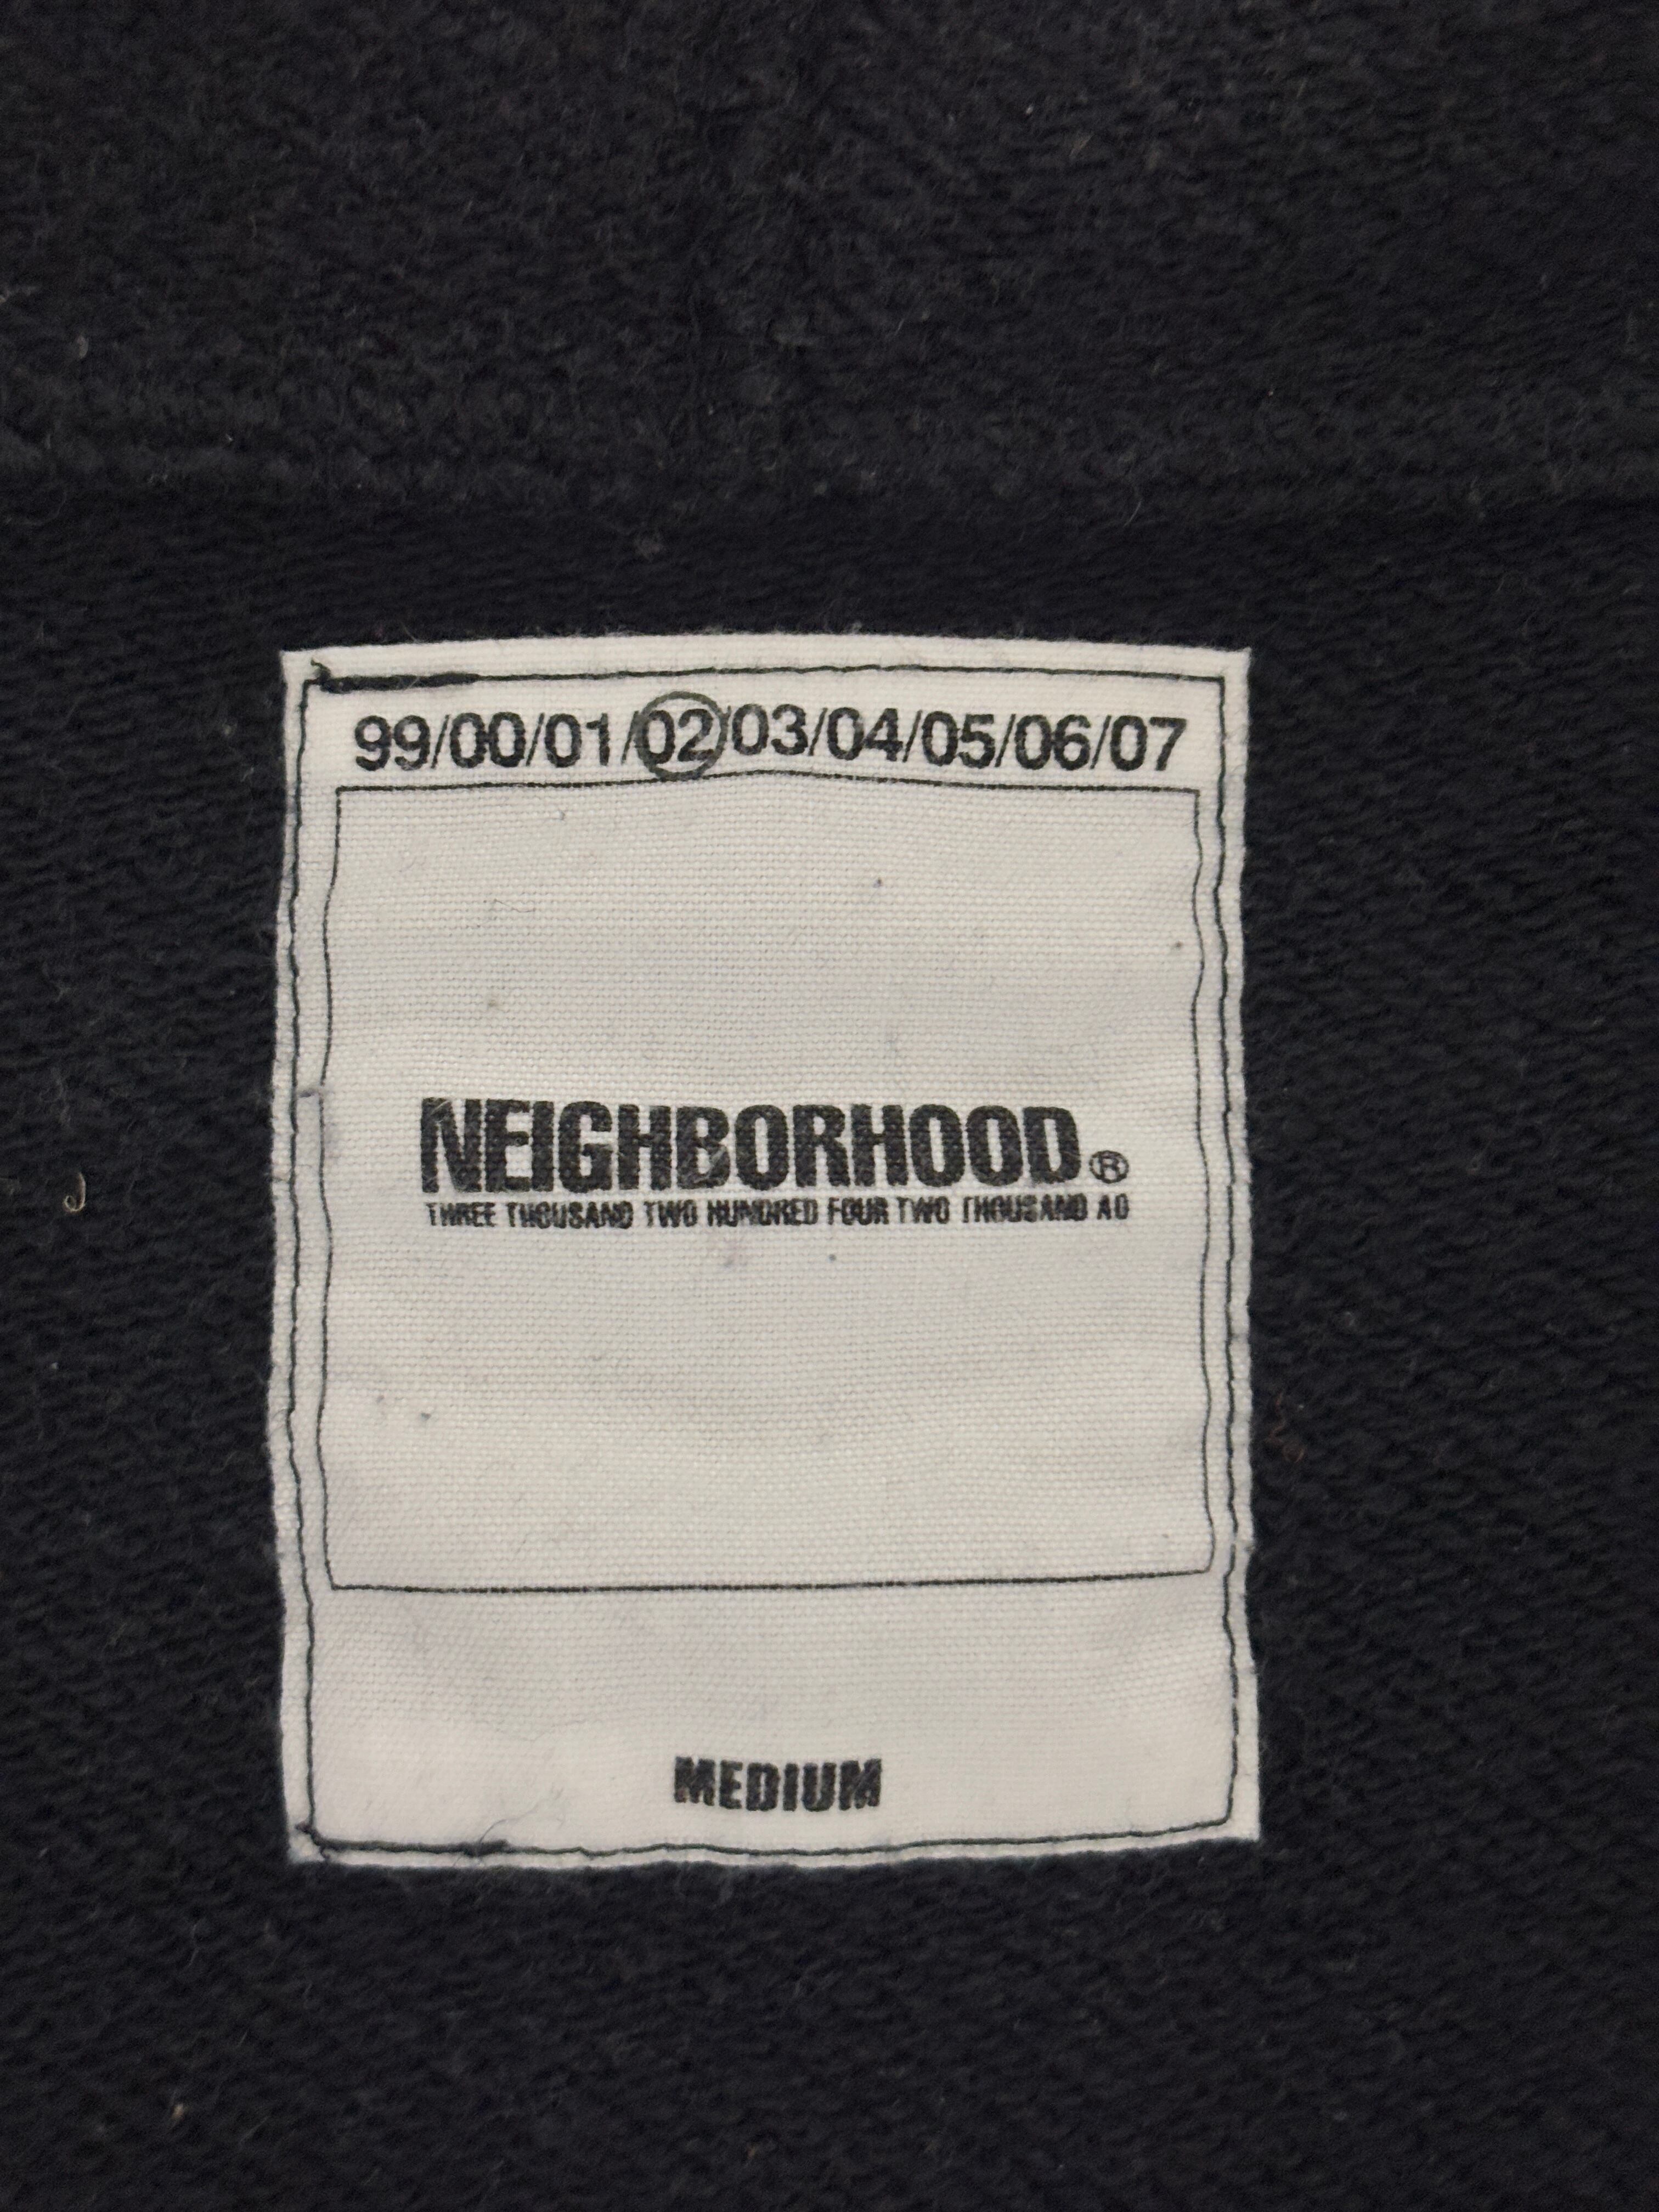 99/00/01/02/03/04/05/06/07
NEIGHBORHOOD®
THREE THOUSAND TWO HUNDRED FOUR TWO THOUSAND AD
MEDIUM